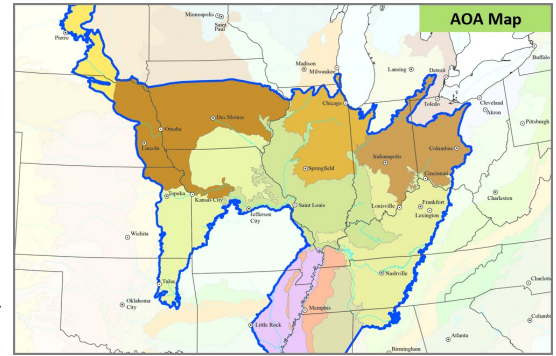 AOA Map
Minneapolis
Saint
Paul
Pierre
Buffalo
Madison
Milwaukee
Lansing
Detroit
Chicago
Toledo
Cleveland
Akron
Pittsburgh
Des Moines
Omaha
Lincoln
Columbus
Indianapolis
Springfield
Cincinnati
Charleston
Topeka
Kansas City
Saint Louis
Louisville
Frankfort
Lexington
Jefferson
City
Wichita
Nashville
Tulsa
Charlotte
Oklahoma
City
Memphis
Little Rock
Columbi
Atlanta
Birmingham